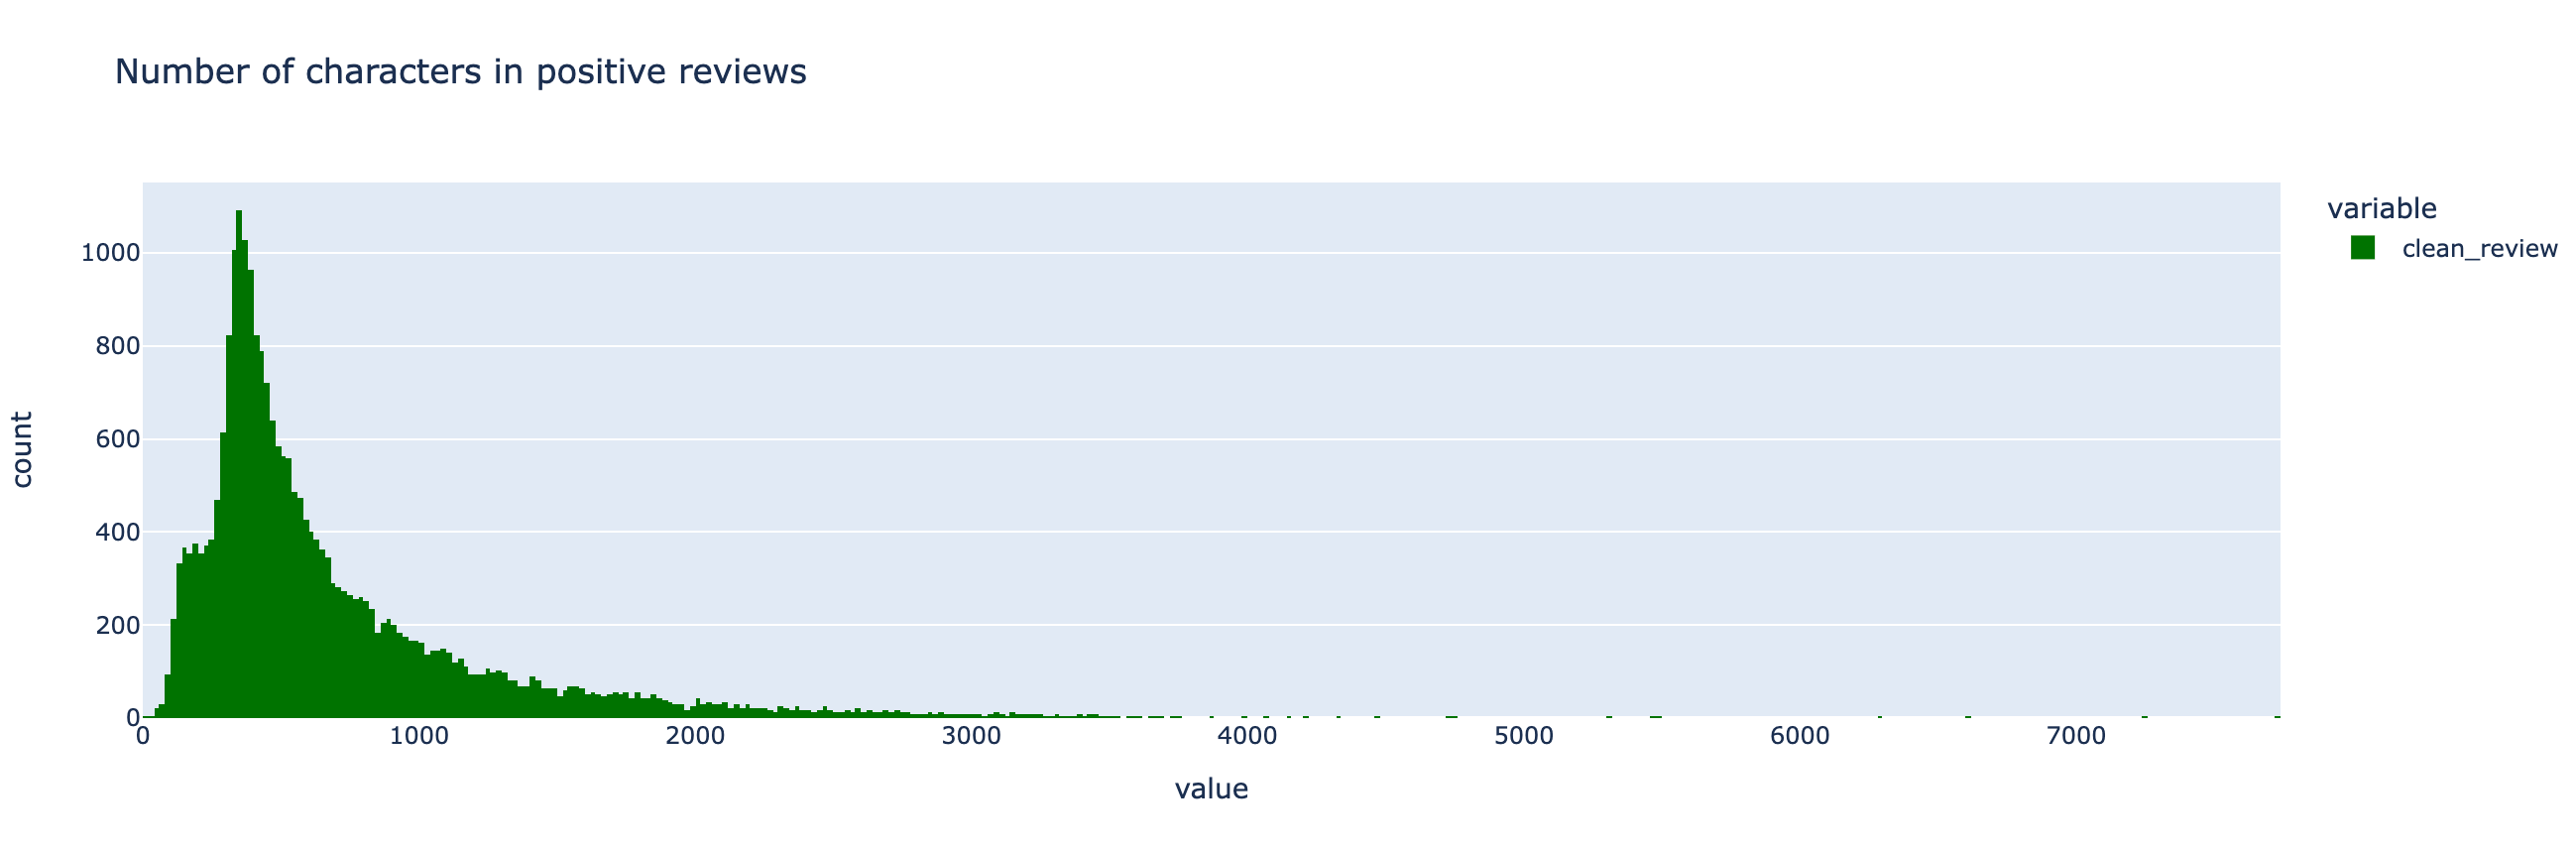 Number of characters in positive reviews
variable
clean_review
1000
800
600
400
200
0
count
0 1000 2000 3000 4000 5000 6000 7000
value